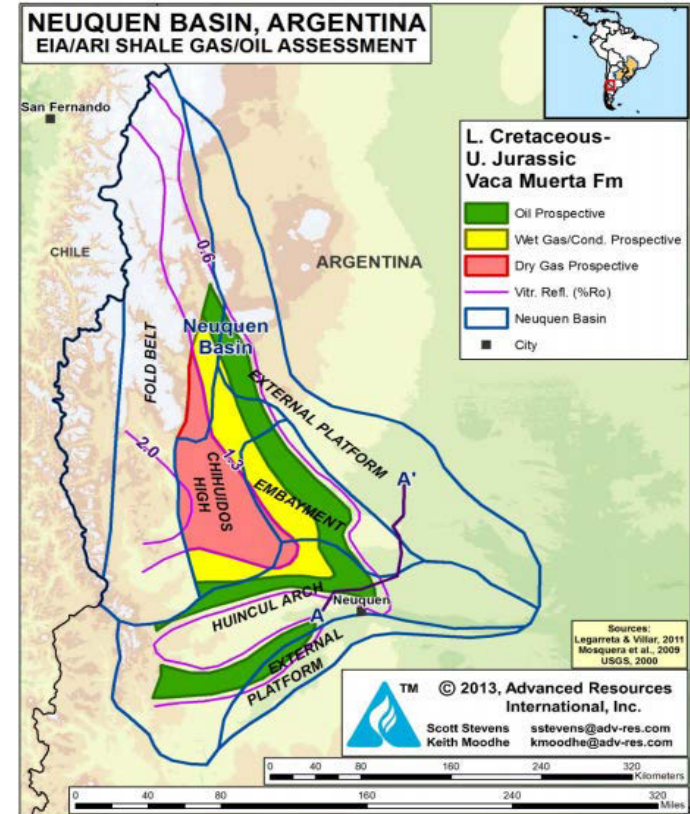 NEUQUEN BASIN, ARGENTINA
EIA/ARI SHALE GAS/OIL ASSESSMENT
San Fernando
L. Cretaceous-
U. Jurassic
Vaca Muerta Fm
Oil Prospective
Wet Gas/Cond. Prospective
Dry Gas Prospective
Vitr. Refl. (%Ro)
Neuquen Basin
City
CHILE
0.6
ARGENTINA
Neuquen
Basin
FOLD BELT
EXTERNAL PLATFORM
2.0
1.3
CHIHUIDOS
HIGH
A'
EMBAYMENT
HUINCUL ARCH
A
Neuquen
EXTERNAL
PLATFORM
Sources:
Legarreta & Villar, 2011
Mosquera et al., 2009
USGS, 2000
TM
© 2013, Advanced Resources
International, Inc.
Scott Stevens sstevens@adv-res.com
Keith Moodhe kmoodhe@adv-res.com
0 40 80 160 240 320
Kilometers
0 40 80 160 240 320
Miles